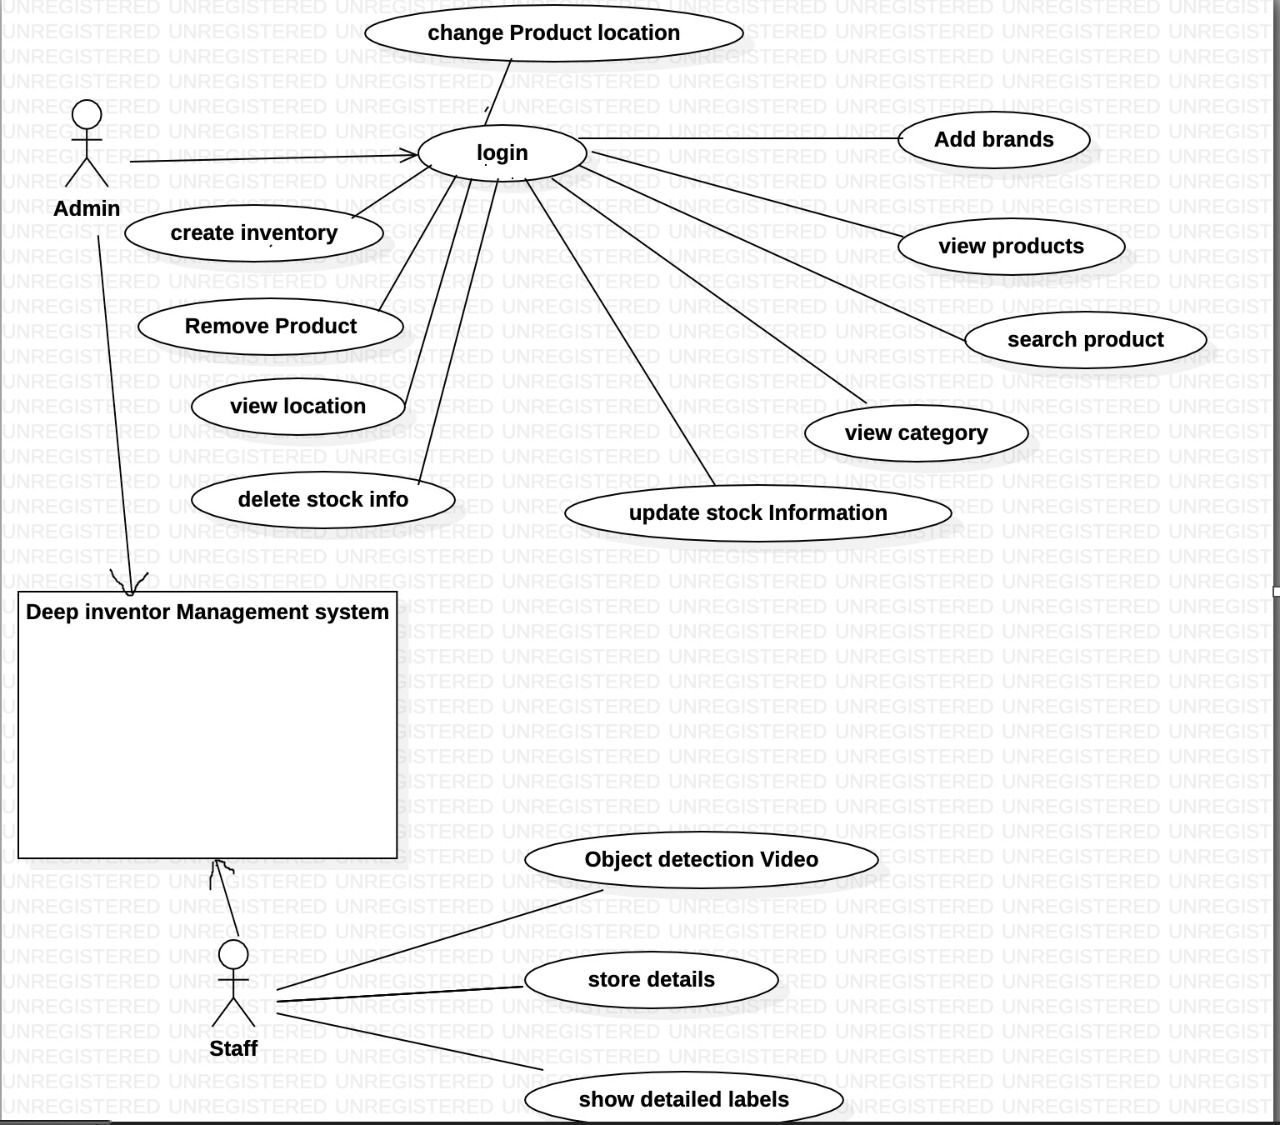 change Product location
Add brands
login
Admin
create inventory
view products
Remove Product
search product
view location
view category
delete stock info
update stock Information
Deep inventor Management system
Object detection Video
store details
Staff
show detailed labels
UNREGISTERED